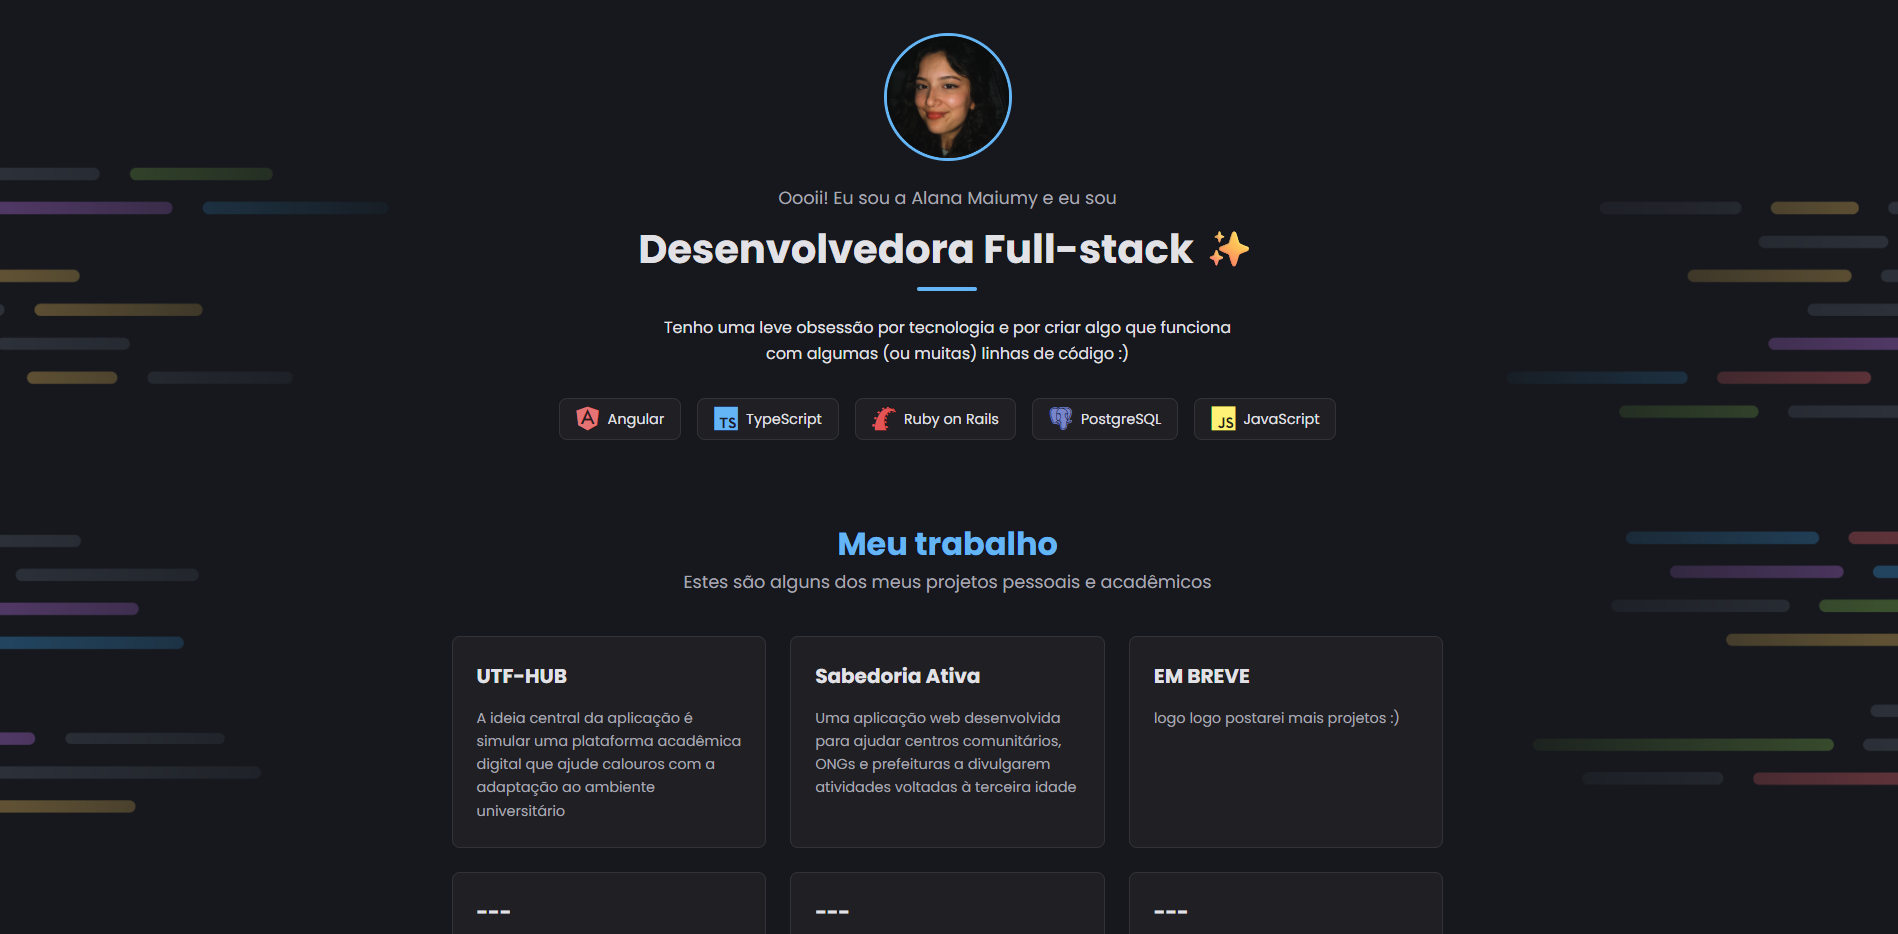 Oooii! Eu sou a Alana Maiumy e eu sou
Desenvolvedora Full-stack ✨
Tenho uma leve obsessão por tecnologia e por criar algo que funciona
com algumas (ou muitas) linhas de código :)
Angular
TS TypeScript
Ruby on Rails
PostgreSQL
JS JavaScript
Meu trabalho
Estes são alguns dos meus projetos pessoais e acadêmicos
UTF-HUB
A ideia central da aplicação é
simular uma plataforma acadêmica
digital que ajude calouros com a
adaptação ao ambiente
universitário
Sabedoria Ativa
Uma aplicação web desenvolvida
para ajudar centros comunitários,
ONGs e prefeituras a divulgarem
atividades voltadas à terceira idade
EM BREVE
logo logo postarei mais projetos :)
---
---
---